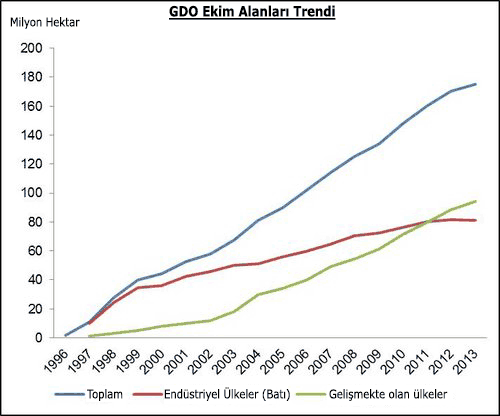 GDO Ekim Alanları Trendi
Milyon Hektar
200
180
160
140
120
100
80
60
40
20
0
1996 1997 1998 1999 2000 2001 2002 2003 2004 2005 2006 2007 2008 2009 2010 2011 2012 2013
Toplam Endüstriyel Ülkeler (Batı) Gelişmekte olan ülkeler